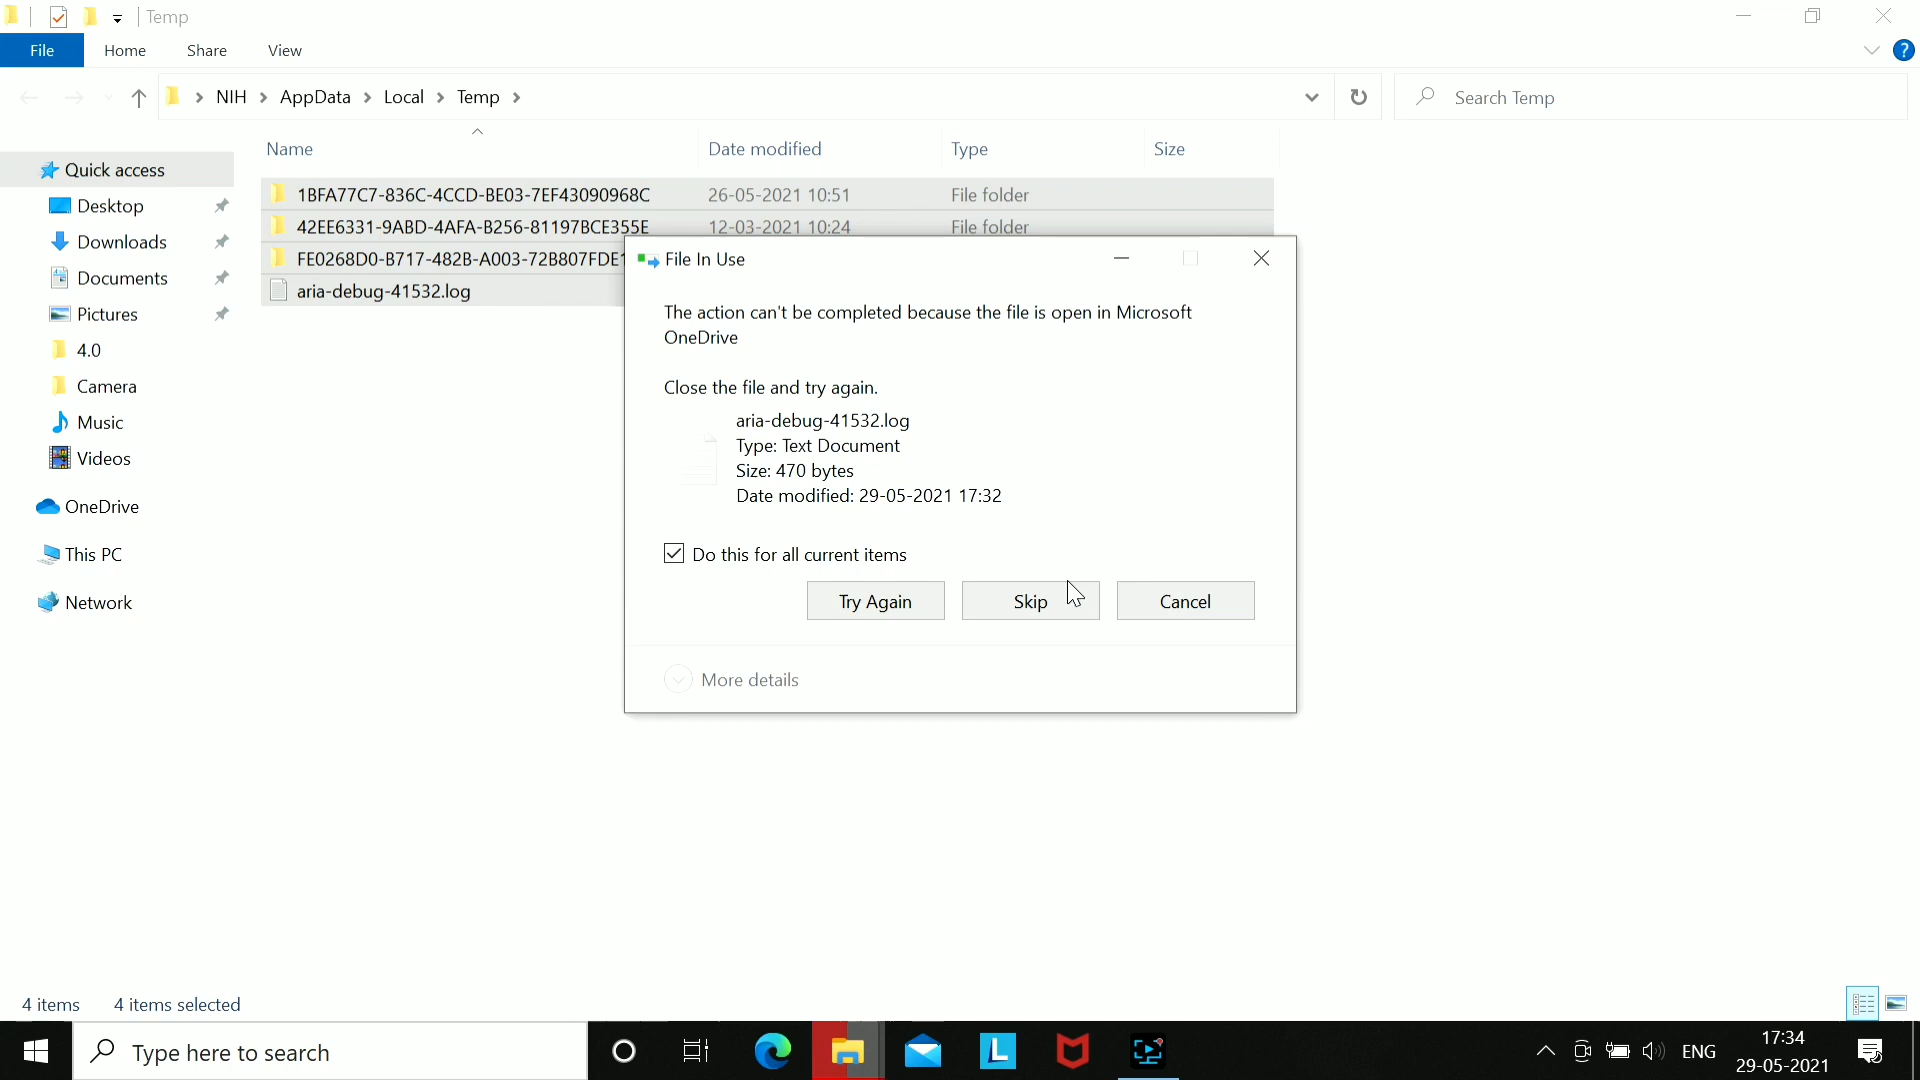 Temp
File Home Share View
NIH > AppData > Local > Temp >
Search Temp
Name Date modified Type Size
Quick access
Desktop
Downloads
Documents
Pictures
4.0
Camera
Music
Videos
OneDrive
This PC
Network
1BFA77C7-836C-4CCD-BE03-7EF43090968C 26-05-2021 10:51 File folder
42EE6331-9ABD-4AFA-B256-81197BCE355E 12-03-2021 10:24 File folder
FE0268D0-B717-482B-A003-72B807FDE
aria-debug-41532.log
File In Use
The action can't be completed because the file is open in Microsoft
OneDrive
Close the file and try again.
aria-debug-41532.log
Type: Text Document
Size: 470 bytes
Date modified: 29-05-2021 17:32
Do this for all current items
Try Again Skip Cancel
More details
4 items 4 items selected
Type here to search
ENG
17:34
29-05-2021